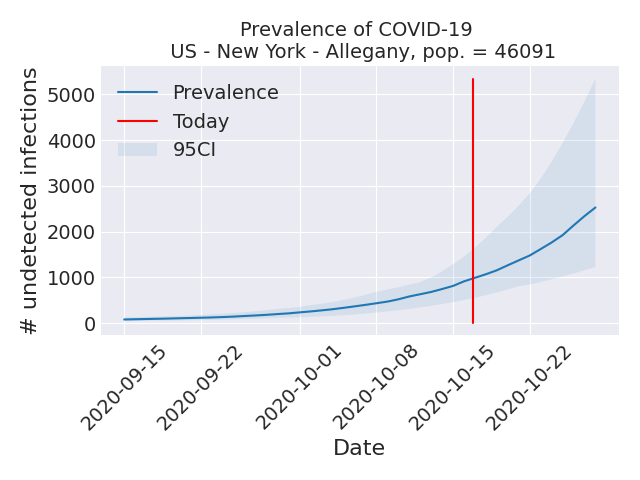 Prevalence of COVID-19
US - New York - Allegany, pop. = 46091
# undetected infections
5000
4000
3000
2000
1000
0
Prevalence
Today
95CI
2020-09-15
2020-09-22
2020-10-01
2020-10-08
2020-10-15
2020-10-22
Date